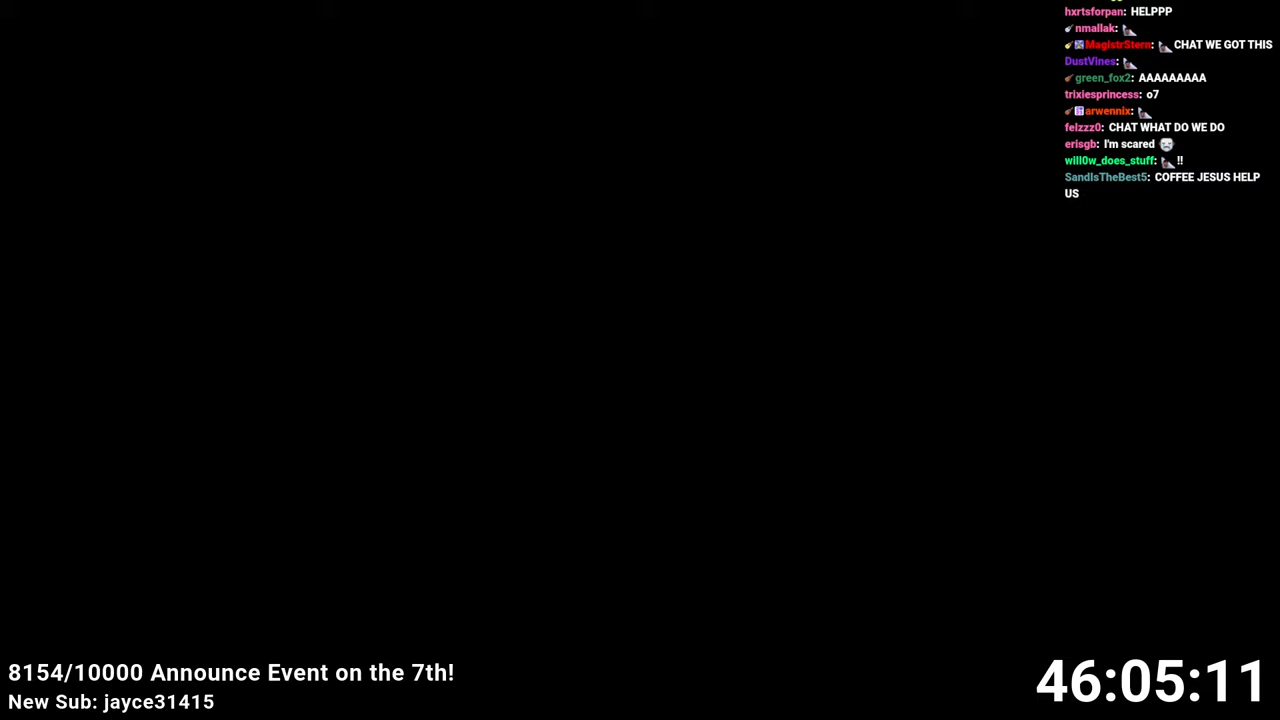 hxrtsforpan: HELPPP
nmallak:
MagistrStern: CHAT WE GOT THIS
DustVines:
green_fox2: AAAAAAAAA
trixiesprincess: o7
arwennix:
felzzz0: CHAT WHAT DO WE DO
erisgb: I'm scared
will0w_does_stuff: !!
SandIsTheBest5: COFFEE JESUS HELP
US
8154/10000 Announce Event on the 7th!
New Sub: jayce31415
46:05:11